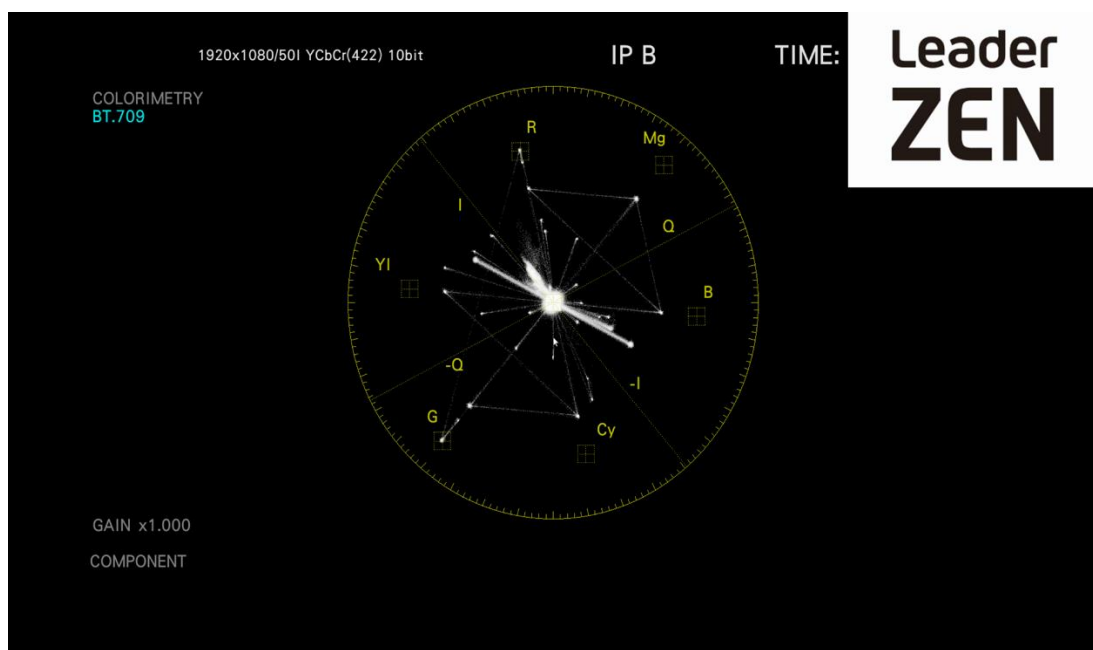 1920x1080/50I YCbCr(422) 10bit
IP B
TIME:
Leader
ZEN
COLORIMETRY
BT.709
R
Mg
I
Q
Yl
B
-Q
-I
G
Cy
GAIN x1.000
COMPONENT